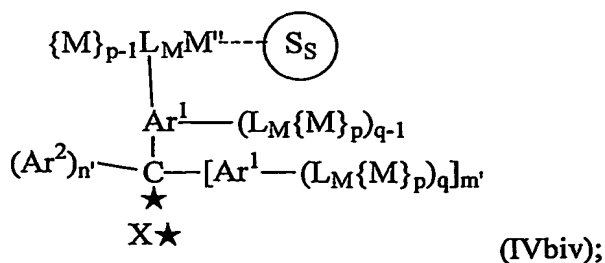 {M}p-1LMM"----SS
Ar¹—(LM{M}p)q-1
(Ar²)n'—C—[Ar¹—(LM{M}p)q]m'
★
X★
(IVbiv);